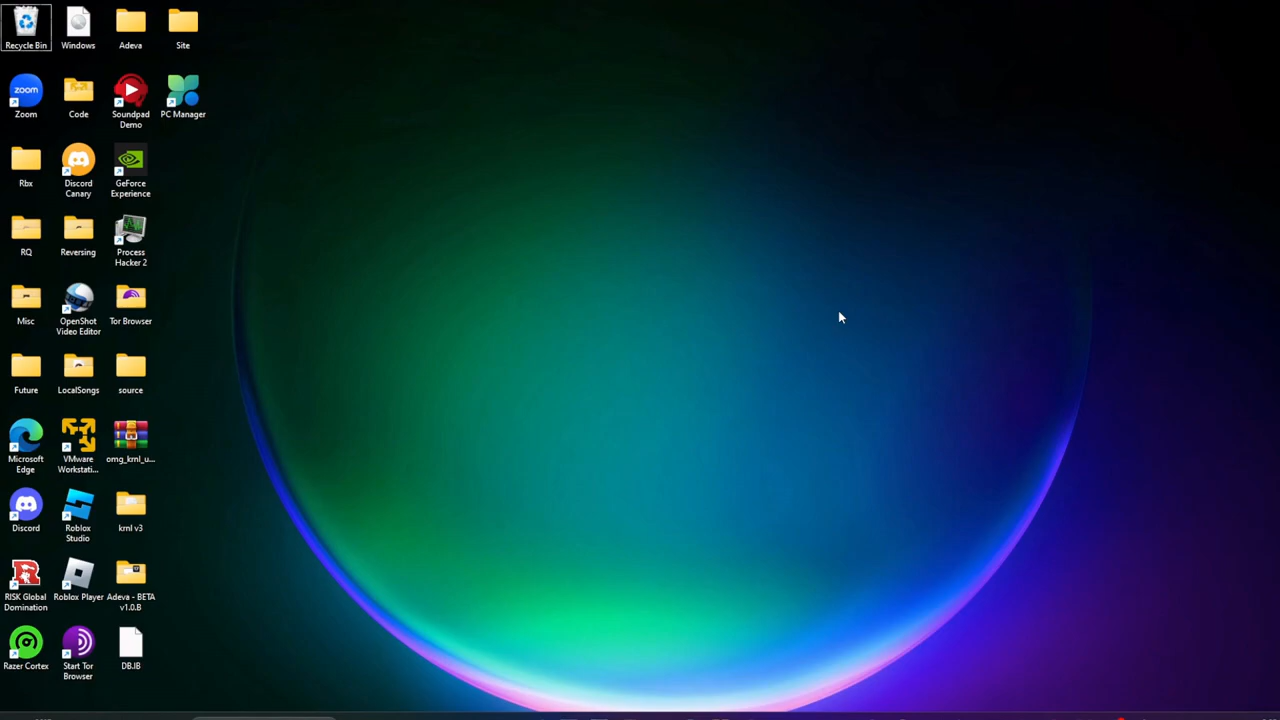 Recycle Bin
Windows
Adeva
Site
zoom
Zoom
Code
Soundpad
Demo
PC Manager
Rbx
Discord
Canary
GeForce
Experience
RQ
Reversing
Process
Hacker 2
Misc
OpenShot
Video Editor
Tor Browser
Future
LocalSongs
source
Microsoft
Edge
VMware
Workstati...
omg_krnl_u...
Discord
Roblox
Studio
krnl v3
RISK Global
Domination
Roblox Player
Adeva - BETA
v1.0.B
Razer Cortex
Start Tor
Browser
DB.IB